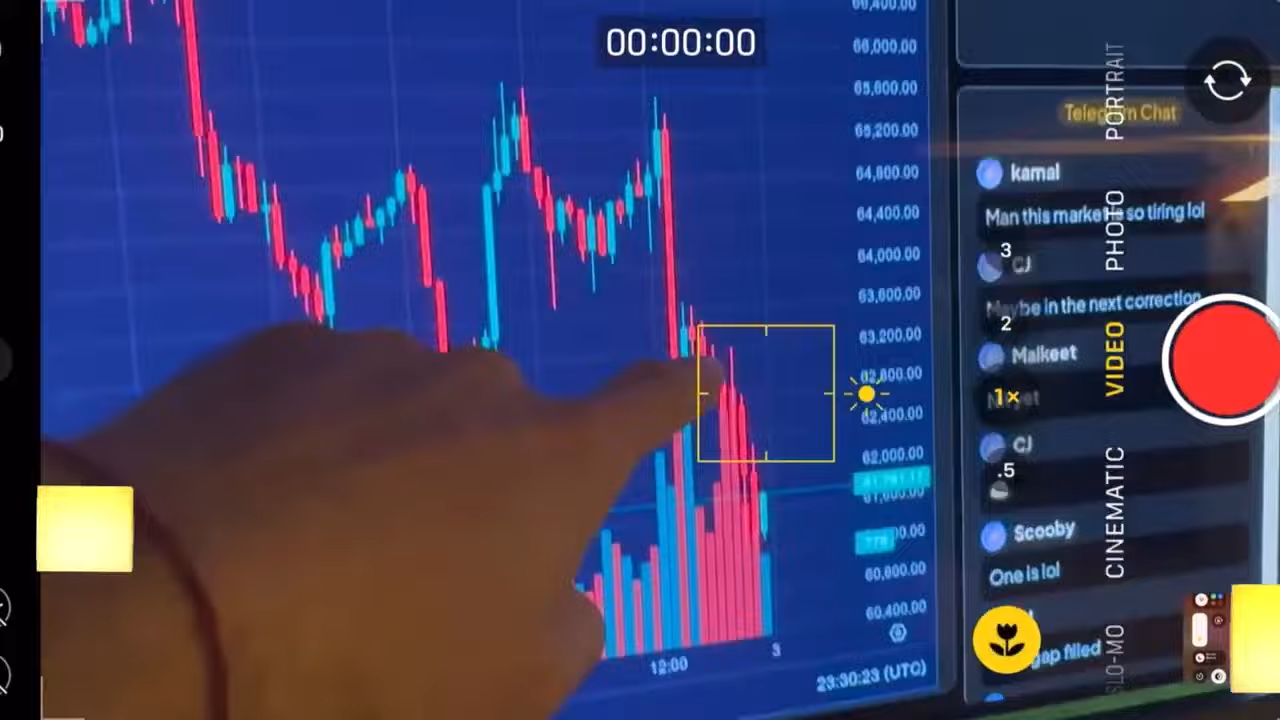 00:00:00
66,400.00
66,000.00
65,600.00
65,200.00
64,800.00
64,400.00
64,000.00
63,600.00
63,200.00
62,800.00
62,400.00
62,000.00
61,600.00
60,800.00
60,400.00
12:00
3
23:30:23 (UTC)
Telegram Chat
kamal
Man this market is so tiring lol
CJ
Maybe in the next correction
Malkeet
CJ
Scooby
One is lol
gap filled
3
2
1×
.5
PORTRAIT
PHOTO
VIDEO
CINEMATIC
SLO-MO